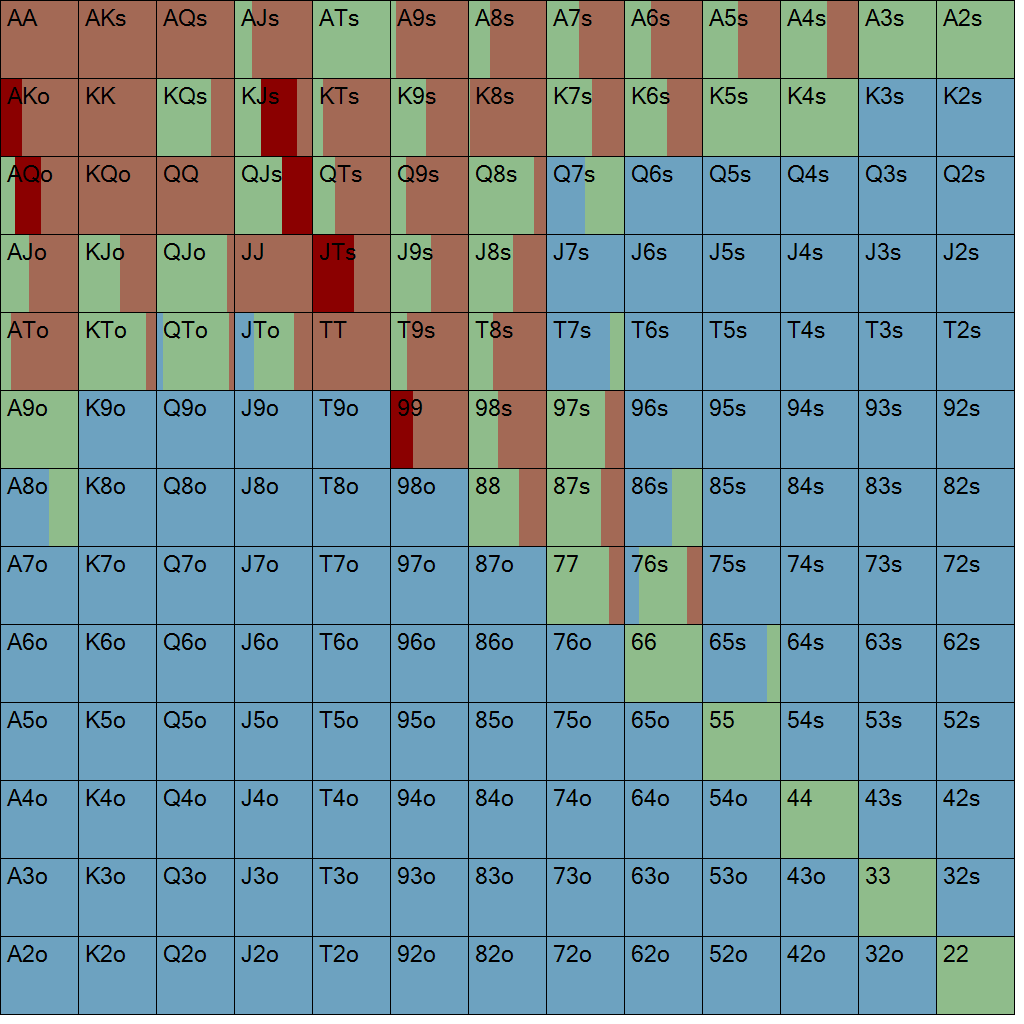 AA AKs AQs AJs ATs A9s A8s A7s A6s A5s A4s A3s A2s
AKo KK KQs KJs KTs K9s K8s K7s K6s K5s K4s K3s K2s
AQo KQo QQ QJs QTs Q9s Q8s Q7s Q6s Q5s Q4s Q3s Q2s
AJo KJo QJo JJ JTs J9s J8s J7s J6s J5s J4s J3s J2s
ATo KTo QTo JTo TT T9s T8s T7s T6s T5s T4s T3s T2s
A9o K9o Q9o J9o T9o 99 98s 97s 96s 95s 94s 93s 92s
A8o K8o Q8o J8o T8o 98o 88 87s 86s 85s 84s 83s 82s
A7o K7o Q7o J7o T7o 97o 87o 77 76s 75s 74s 73s 72s
A6o K6o Q6o J6o T6o 96o 86o 76o 66 65s 64s 63s 62s
A5o K5o Q5o J5o T5o 95o 85o 75o 65o 55 54s 53s 52s
A4o K4o Q4o J4o T4o 94o 84o 74o 64o 54o 44 43s 42s
A3o K3o Q3o J3o T3o 93o 83o 73o 63o 53o 43o 33 32s
A2o K2o Q2o J2o T2o 92o 82o 72o 62o 52o 42o 32o 22